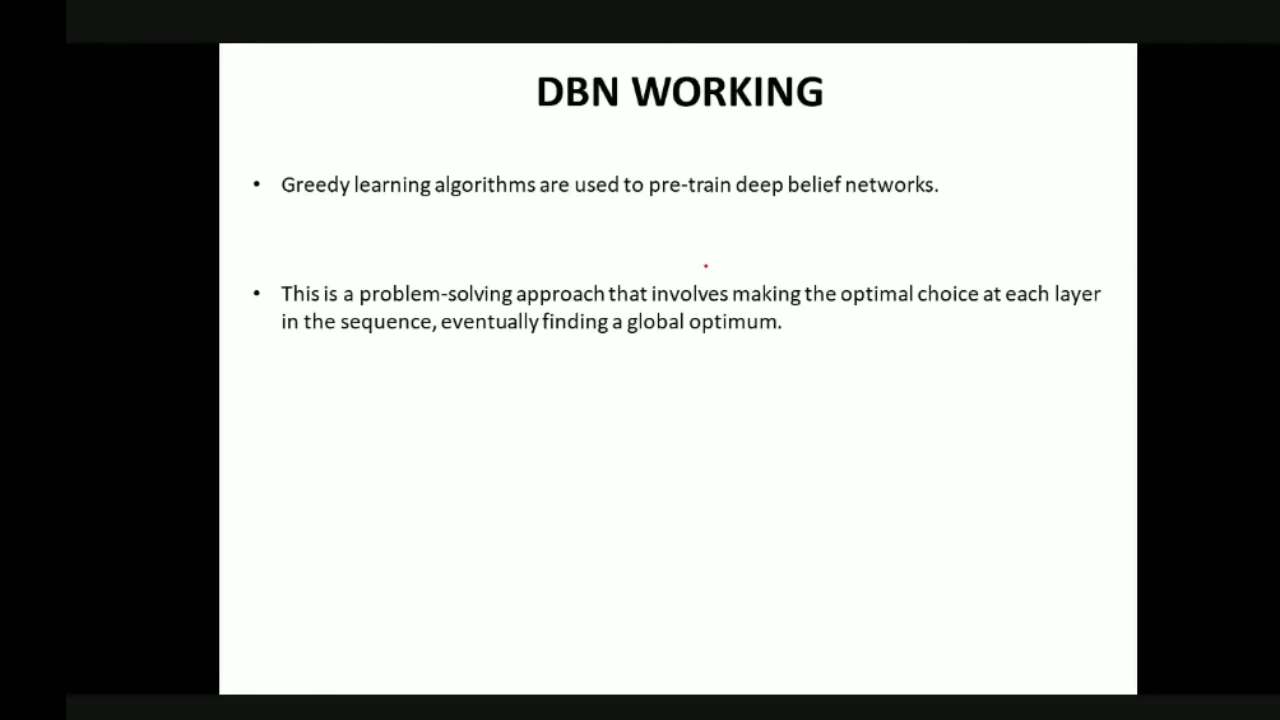 DBN WORKING
• Greedy learning algorithms are used to pre-train deep belief networks.
• This is a problem-solving approach that involves making the optimal choice at each layer
in the sequence, eventually finding a global optimum.